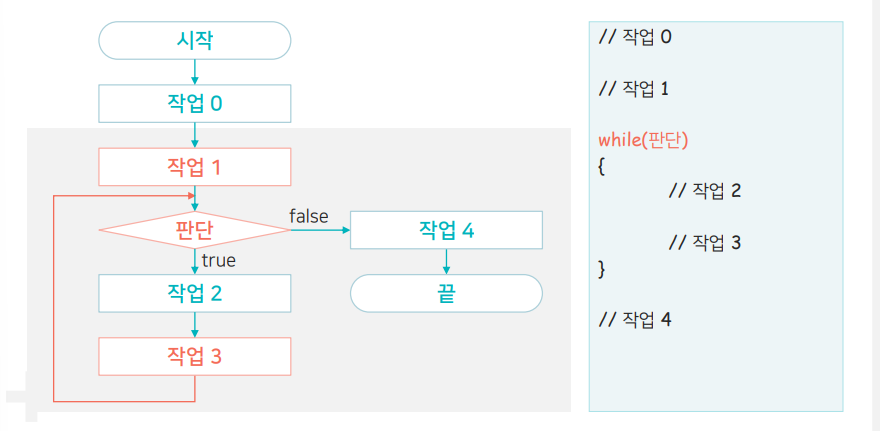 시작
작업 0
작업 1
판단
false
true
작업 2
작업 3
작업 4
끝
// 작업 0
// 작업 1
while(판단)
{
// 작업 2
// 작업 3
}
// 작업 4